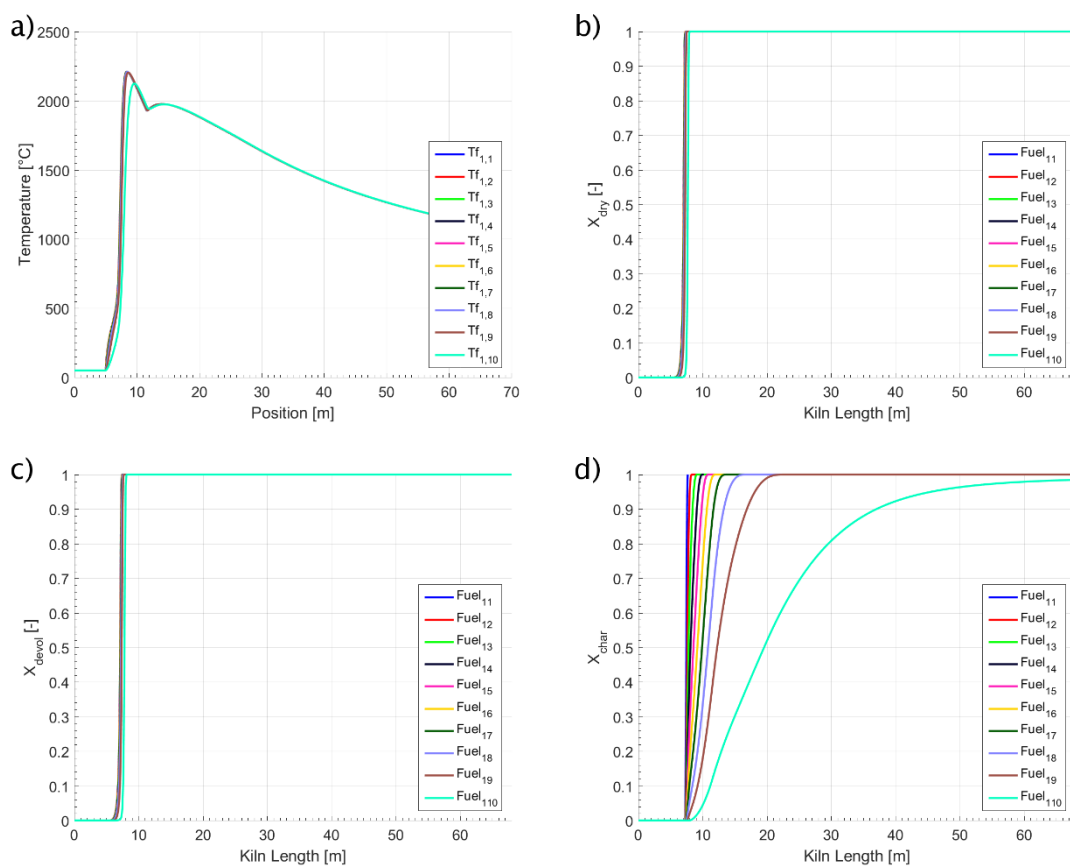 a)
2500
2000
1500
1000
500
0
Temperature [°C]
0 10 20 30 40 50 60 70
Position [m]
Tf1,1
Tf1,2
Tf1,3
Tf1,4
Tf1,5
Tf1,6
Tf1,7
Tf1,8
Tf1,9
Tf1,10
b)
1
0.9
0.8
0.7
0.6
0.5
0.4
0.3
0.2
0.1
0
Xdry [-]
0 10 20 30 40 50 60
Kiln Length [m]
Fuel11
Fuel12
Fuel13
Fuel14
Fuel15
Fuel16
Fuel17
Fuel18
Fuel19
Fuel110
c)
1
0.9
0.8
0.7
0.6
0.5
0.4
0.3
0.2
0.1
0
Xdevol [-]
0 10 20 30 40 50 60
Kiln Length [m]
Fuel11
Fuel12
Fuel13
Fuel14
Fuel15
Fuel16
Fuel17
Fuel18
Fuel19
Fuel110
d)
1
0.9
0.8
0.7
0.6
0.5
0.4
0.3
0.2
0.1
0
Xchar
0 10 20 30 40 50 60
Kiln Length [m]
Fuel11
Fuel12
Fuel13
Fuel14
Fuel15
Fuel16
Fuel17
Fuel18
Fuel19
Fuel110